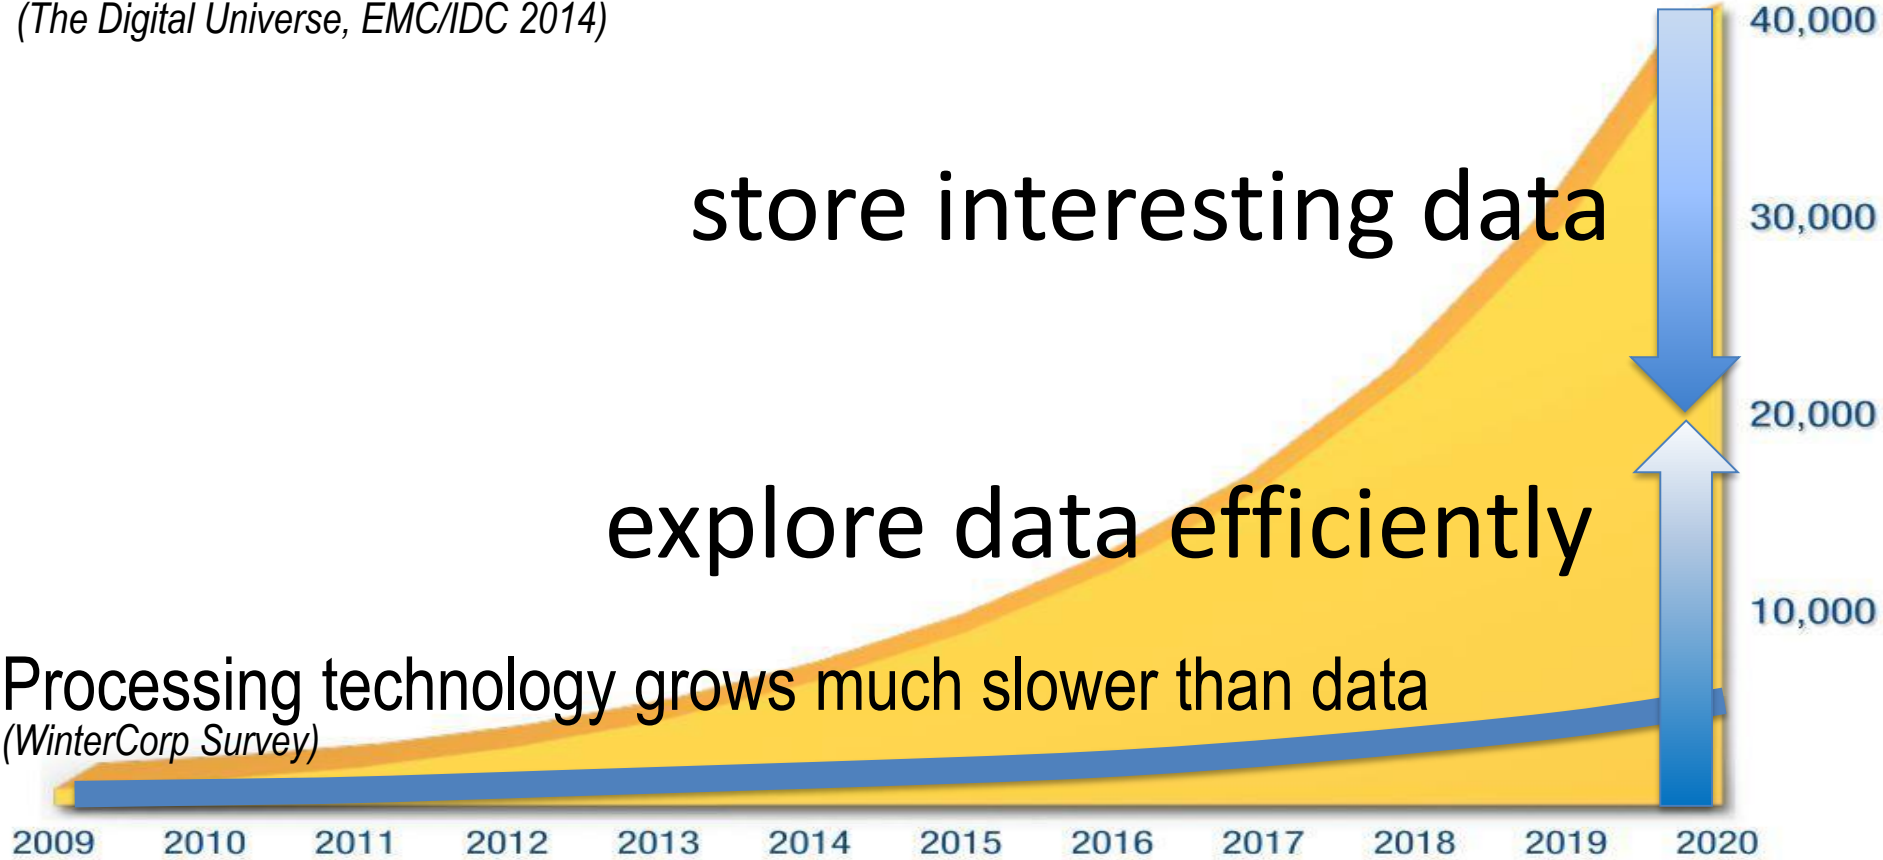 (The Digital Universe, EMC/IDC 2014)
40,000
store interesting data
30,000
20,000
explore data efficiently
10,000
Processing technology grows much slower than data
(WinterCorp Survey)
2009 2010 2011 2012 2013 2014 2015 2016 2017 2018 2019 2020